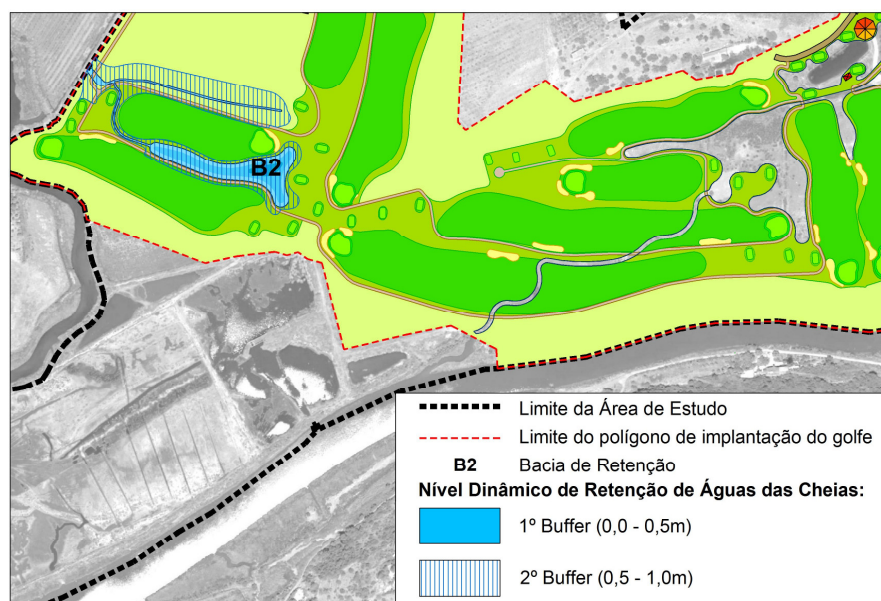 B2
Limite da Área de Estudo
Limite do polígono de implantação do golfe
B2 Bacia de Retenção
Nível Dinâmico de Retenção de Águas das Cheias:
1º Buffer (0,0 - 0,5m)
2º Buffer (0,5 - 1,0m)